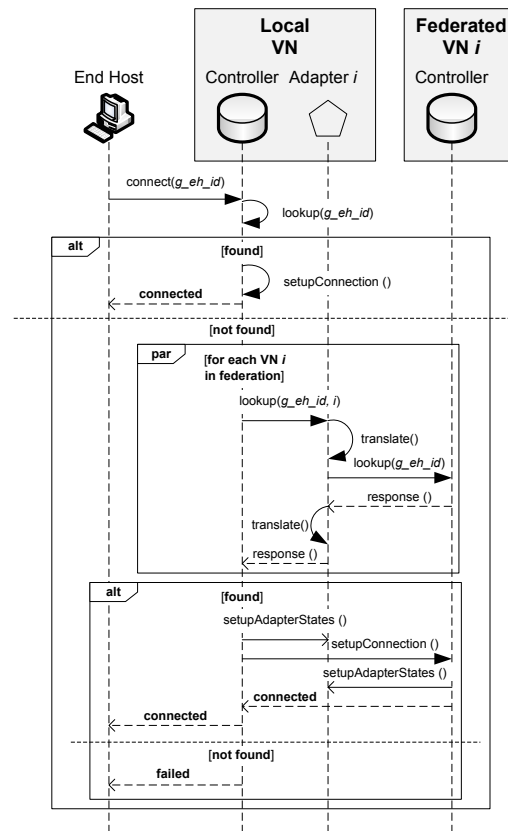 Local
VN
Federated
VN i
End Host
Controller
Adapter i
Controller
connect(g_eh_id)
lookup(g_eh_id)
alt
[found]
setupConnection ()
connected
[not found]
par
[for each VN i
in federation]
lookup(g_eh_id, i)
translate()
lookup(g_eh_id)
response ()
translate()
response ()
alt
[found]
setupAdapterStates ()
setupConnection ()
setupAdapterStates ()
connected
connected
[not found]
failed